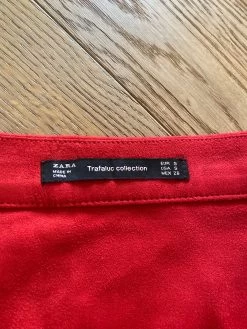 ZARA
MADE IN
CHINA
Trafaluc collection
EUR S
USA S
MEX 26